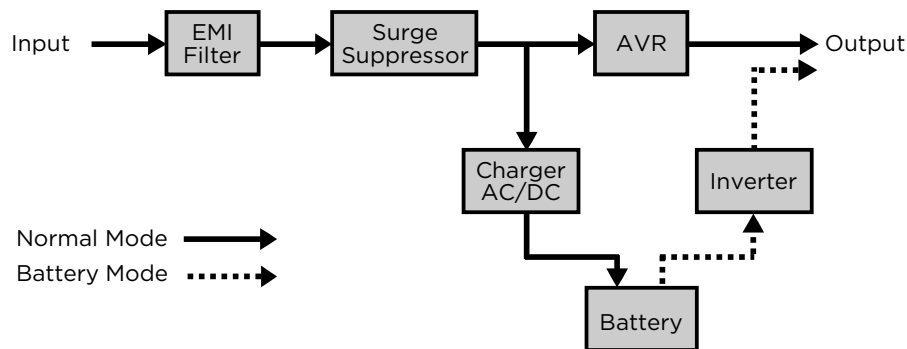 Input
EMI
Filter
Surge
Suppressor
AVR
Output
Charger
AC/DC
Inverter
Normal Mode
Battery Mode
Battery